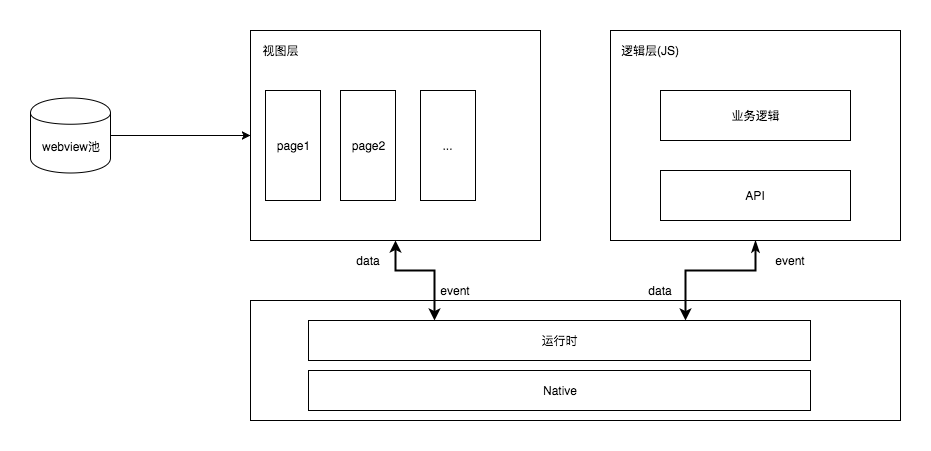 视图层
逻辑层(JS)
webview池
page1
page2
...
业务逻辑
API
data
event
event
data
运行时
Native